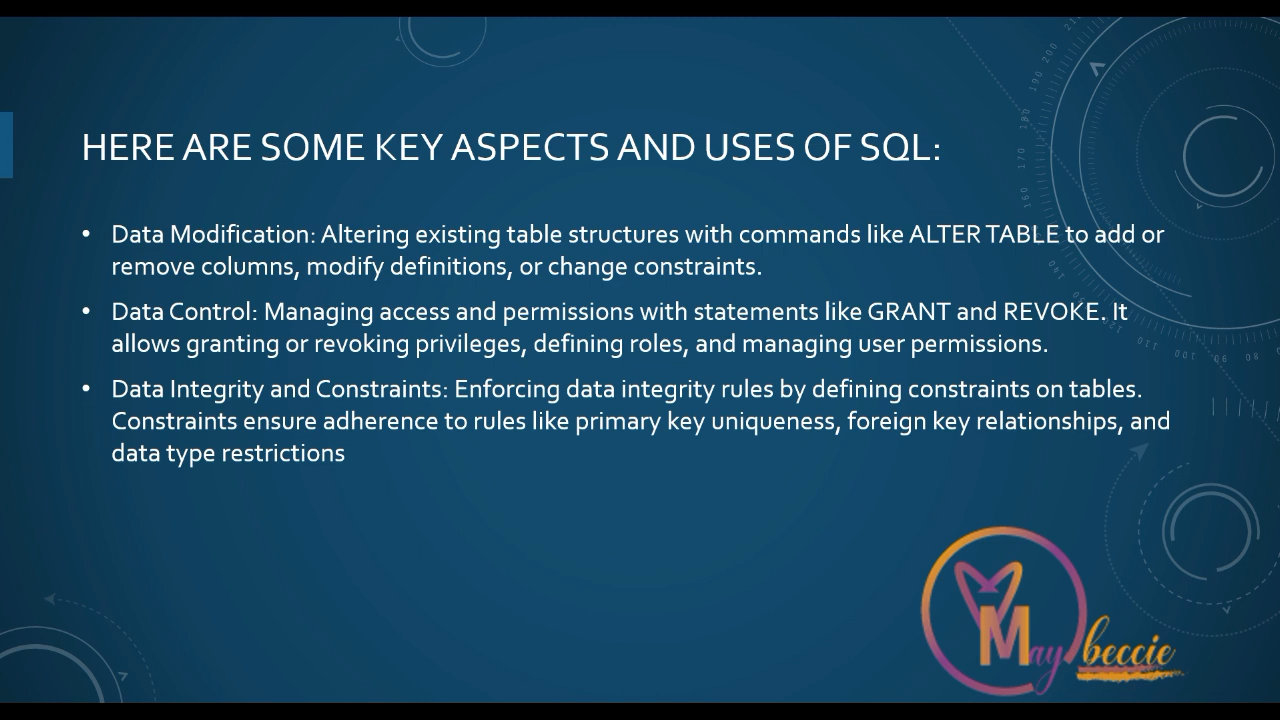 HERE ARE SOME KEY ASPECTS AND USES OF SQL:
• Data Modification: Altering existing table structures with commands like ALTER TABLE to add or
remove columns, modify definitions, or change constraints.
• Data Control: Managing access and permissions with statements like GRANT and REVOKE. It
allows granting or revoking privileges, defining roles, and managing user permissions.
• Data Integrity and Constraints: Enforcing data integrity rules by defining constraints on tables.
Constraints ensure adherence to rules like primary key uniqueness, foreign key relationships, and
data type restrictions
May beccie